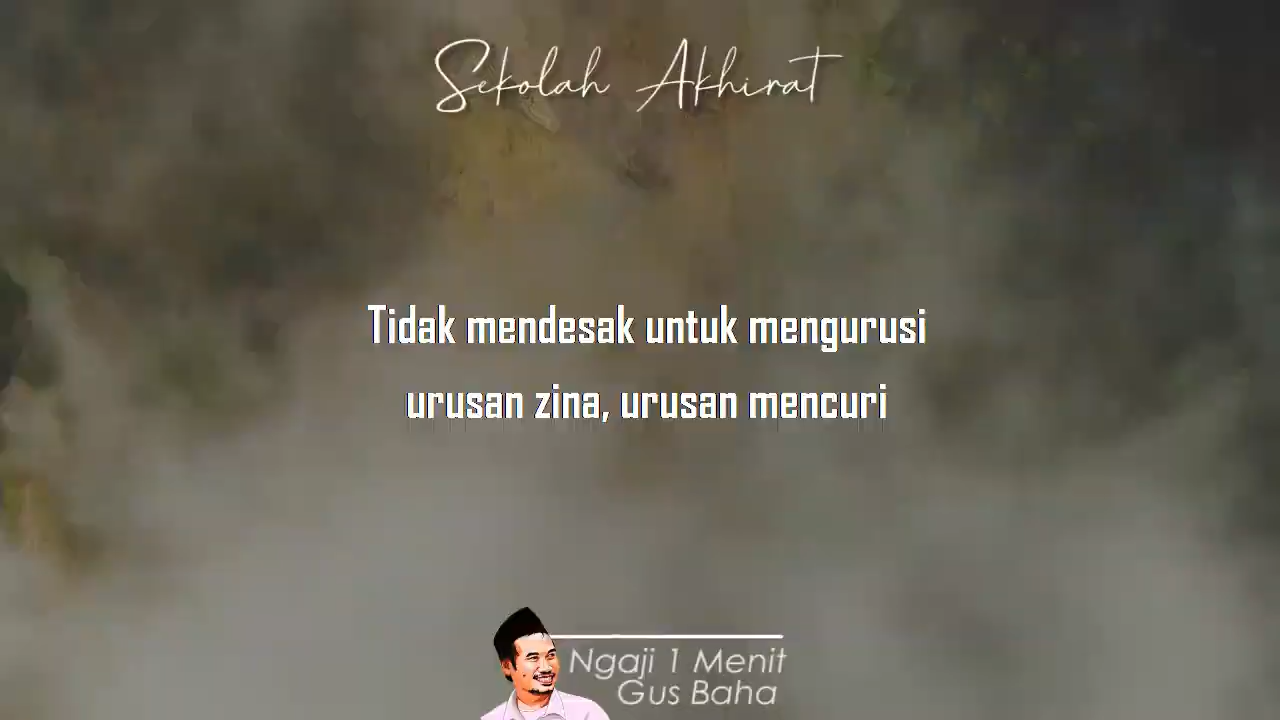 Sekolah Akhirat
Tidak mendesak untuk mengurusi
urusan zina, urusan mencuri
Ngaji 1 Menit
Gus Baha